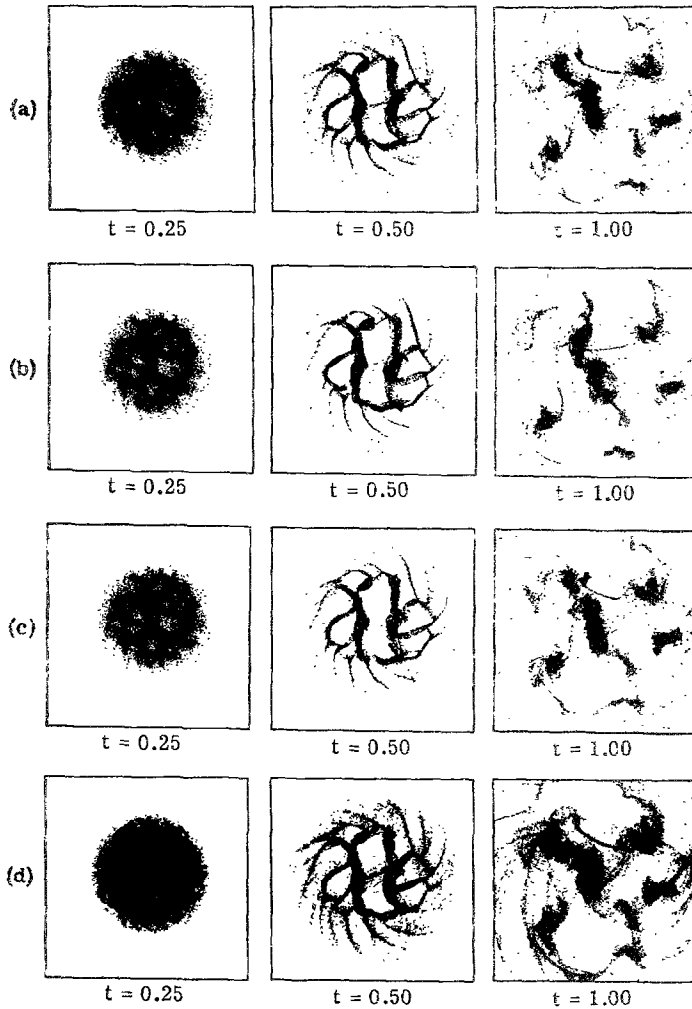 (a)
t = 0.25 t = 0.50 t = 1.00
(b)
t = 0.25 t = 0.50 t = 1.00
(c)
t = 0.25 t = 0.50 t = 1.00
(d)
t = 0.25 t = 0.50 t = 1.00